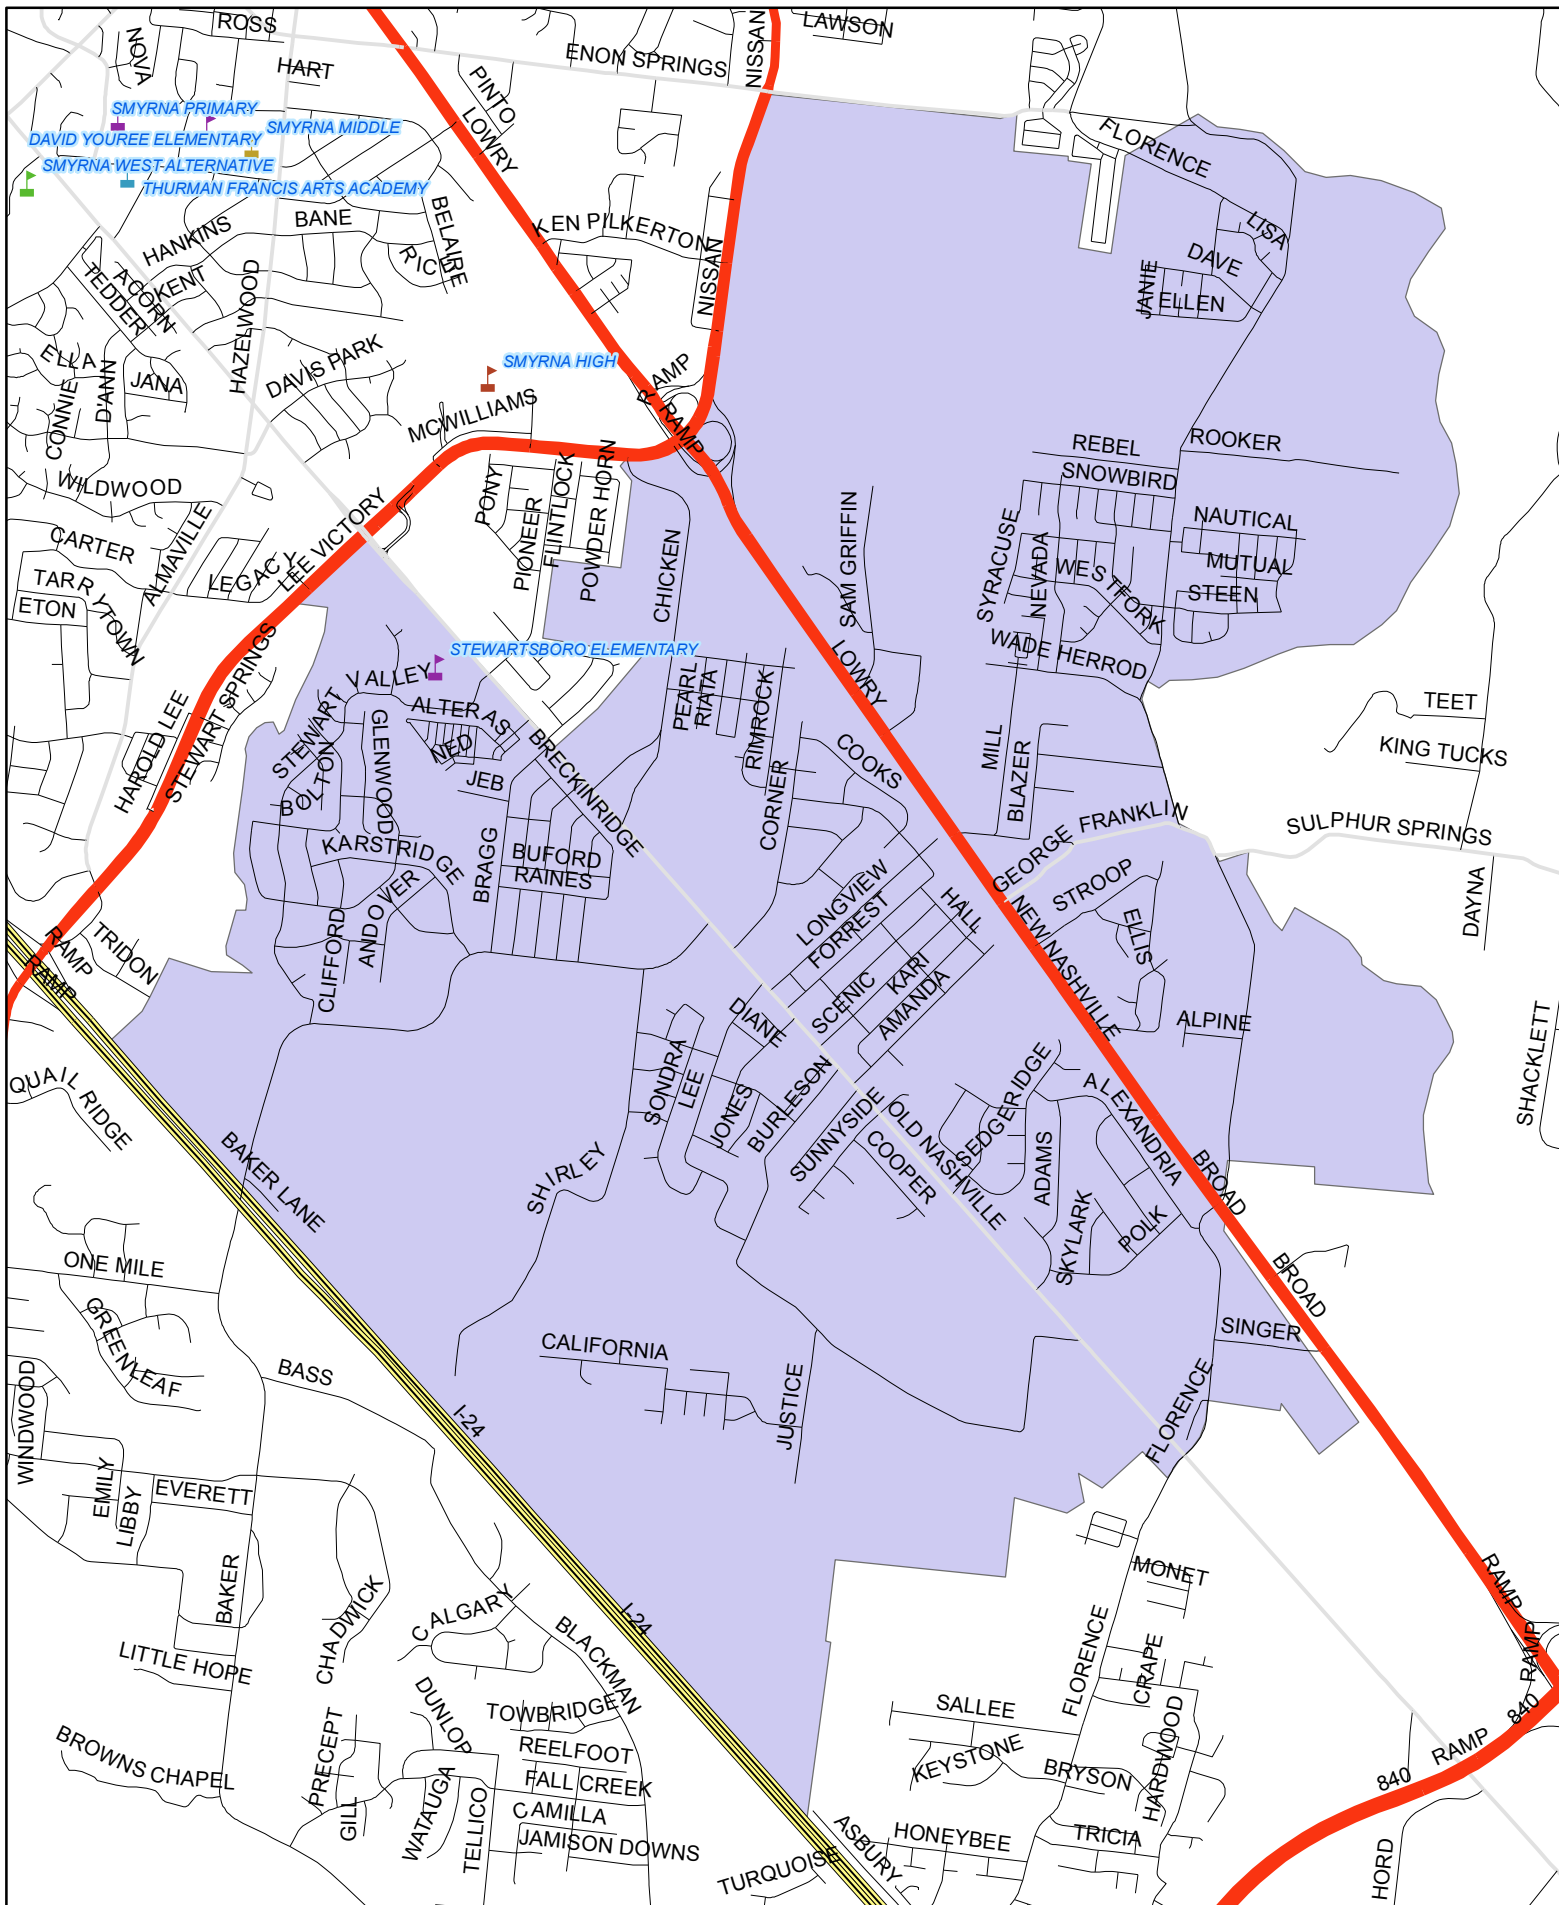 ROSS
LAWSON
NISSAN
NOVA
ENON SPRINGS
HART
PINTO
SMYRNA PRIMARY
SMYRNA MIDDLE
LOWRY
FLORENCE
DAVID YOUREE ELEMENTARY
SMYRNA WEST ALTERNATIVE
THURMAN FRANCIS ARTS ACADEMY
BELAIRE
BANE
HANKINS
KEN PILKERTON
LISA
RICE
DAVE
NISSAN
ACORN
KENT
TEDDER
JANIE
ELLEN
HAZELWOOD
ELLA
DAVIS PARK
SMYRNA HIGH
RAMP
D'ANN
JANA
CONNIE
MCWILLIAMS
RAMP
REBEL
ROOKER
SNOWBIRD
WILDWOOD
PONY
FLINTLOCK
POWDER HORN
LEE VICTORY
PIONEER
SAM GRIFFIN
SYRACUSE
NAUTICAL
CARTER
ALMAVILLE
CHICKEN
NEVADA
MUTUAL
WESTFORK
TARRYTOWN
LEGACY
STEEN
ETON
STEWARTSBORO ELEMENTARY
WADE HERROD
STEWART SPRINGS
VALLEY
STEWART
LOWRY
PEARL
RIATA
HAROLD LEE
ALTERAS
GLENWOOD
RIMROCK
TEET
NED
BRECKINRIDGE
COOKS
MILL
KING TUCKS
BOLTON
JEB
CORNER
BLAZER
FRANKLIN
SULPHUR SPRINGS
KARSTRIDGE
BRAGG
BUFORD
GEORGE
RAINES
LONGVIEW
STROOP
ANDOVER
FORREST
HALL
DAYNA
CLIFFORD
NEW NASHVILLE
ELLIS
RAMP
TRIDON
RAMP
KARI
SCENIC
AMANDA
DIANE
ALPINE
SHACKLETT
QUAIL RIDGE
SONDRA
LEE
SEDGERIDGE
ALEXANDRIA
JONES
BURLESON
SUNNYSIDE
OLD NASHVILLE
COOPER
ADAMS
BAKER LANE
SHIRLEY
BROAD
SKYLARK
POLK
ONE MILE
BROAD
GREENLEAF
SINGER
CALIFORNIA
WINDWOOD
BASS
JUSTICE
FLORENCE
I-24
EMILY
LIBBY
EVERETT
BAKER
CHADWICK
CALGARY
MONET
RAMP
I-24
BLACKMAN
FLORENCE
LITTLE HOPE
CRAPE
RAMP
DUNLOP
TOWBRIDGE
SALLEE
HARDWOOD
840
PRECEPT
BROWNS CHAPEL
REELFOOT
KEYSTONE
RAMP
FALL CREEK
BRYSON
840
GILL
WATAUGA
TELLICO
CAMILLA
ASBURY
JAMISON DOWNS
HONEYBEE
TRICIA
TURQUOISE
HORD